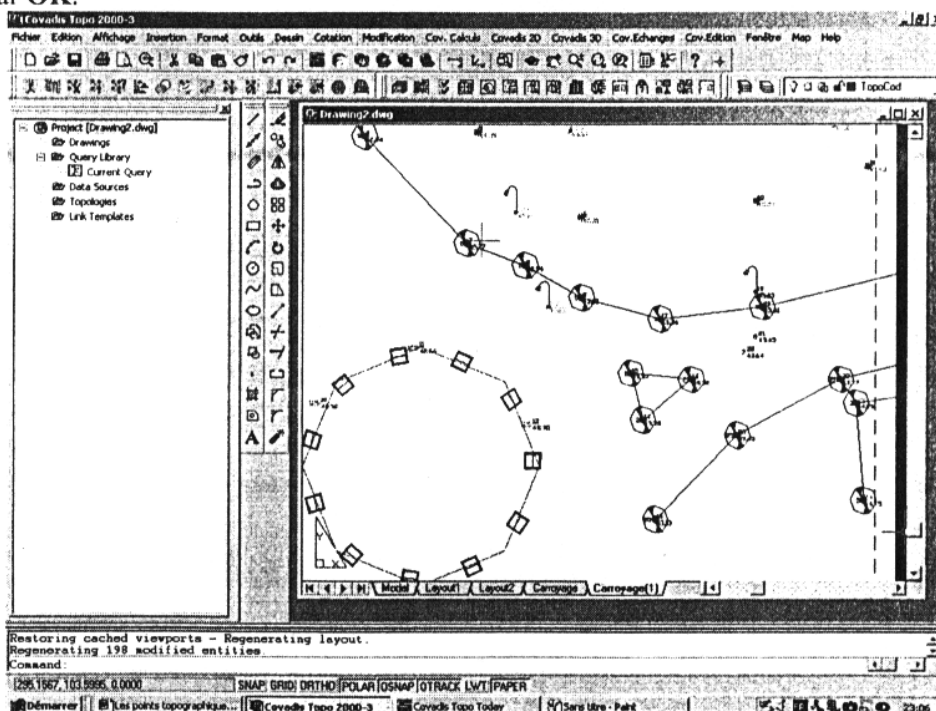 OK.
Covadis Topo 2000-3
Fichier Edition Affichage Insertion Format Outils Dessin Cotation Modification Cov. Calculs Covadis 2D Covadis 3D Cov.Echanges Cov.Edition Fenêtre Map Help
TopoCod
Project [Drawing2.dwg]
Drawings
Query Library
Current Query
Data Sources
Topologies
Link Templates
Drawing2.dwg
A
Y
X
Model Layout1 Layout2 Carroyage Carroyage(1)
Restoring cached viewports - Regenerating layout.
Regenerating 198 modified entities.
Command:
295.1567, 103.5995, 0.0000 SNAP GRID ORTHO POLAR OSNAP OTRACK LWT PAPER
Démarrer Les points topographique... Covadis Topo 2000-3 Covadis Topo Today Sans titre - Paint 23:06